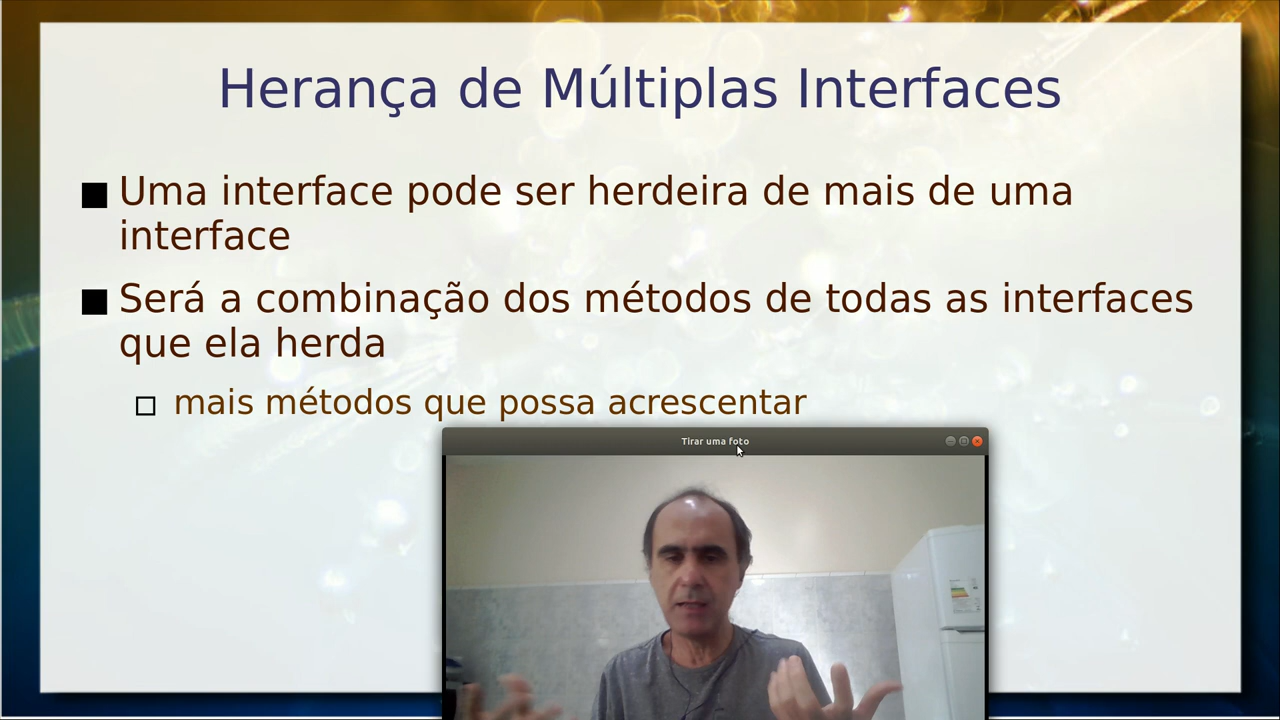 Herança de Múltiplas Interfaces
Uma interface pode ser herdeira de mais de uma
interface
Será a combinação dos métodos de todas as interfaces
que ela herda
mais métodos que possa acrescentar
Tirar uma foto